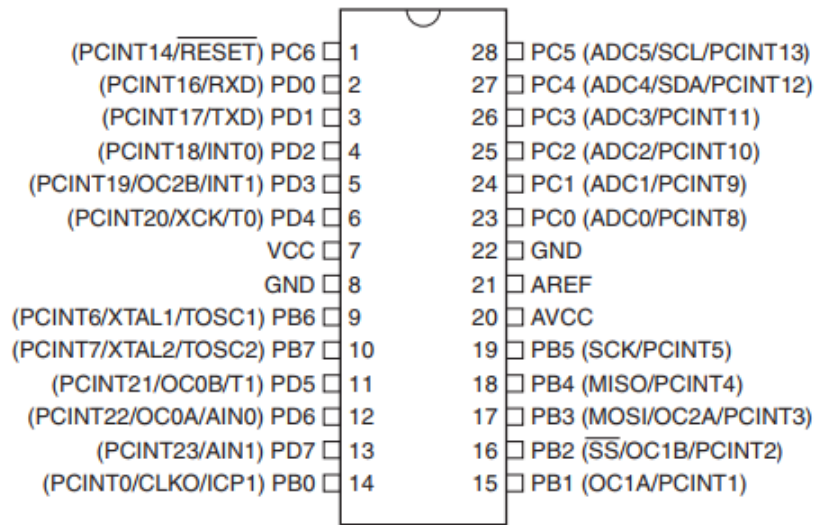 (PCINT14/RESET) PC6 1 28 PC5 (ADC5/SCL/PCINT13)
(PCINT16/RXD) PD0 2 27 PC4 (ADC4/SDA/PCINT12)
(PCINT17/TXD) PD1 3 26 PC3 (ADC3/PCINT11)
(PCINT18/INT0) PD2 4 25 PC2 (ADC2/PCINT10)
(PCINT19/OC2B/INT1) PD3 5 24 PC1 (ADC1/PCINT9)
(PCINT20/XCK/T0) PD4 6 23 PC0 (ADC0/PCINT8)
VCC 7 22 GND
GND 8 21 AREF
(PCINT6/XTAL1/TOSC1) PB6 9 20 AVCC
(PCINT7/XTAL2/TOSC2) PB7 10 19 PB5 (SCK/PCINT5)
(PCINT21/OC0B/T1) PD5 11 18 PB4 (MISO/PCINT4)
(PCINT22/OC0A/AIN0) PD6 12 17 PB3 (MOSI/OC2A/PCINT3)
(PCINT23/AIN1) PD7 13 16 PB2 (SS/OC1B/PCINT2)
(PCINT0/CLKO/ICP1) PB0 14 15 PB1 (OC1A/PCINT1)